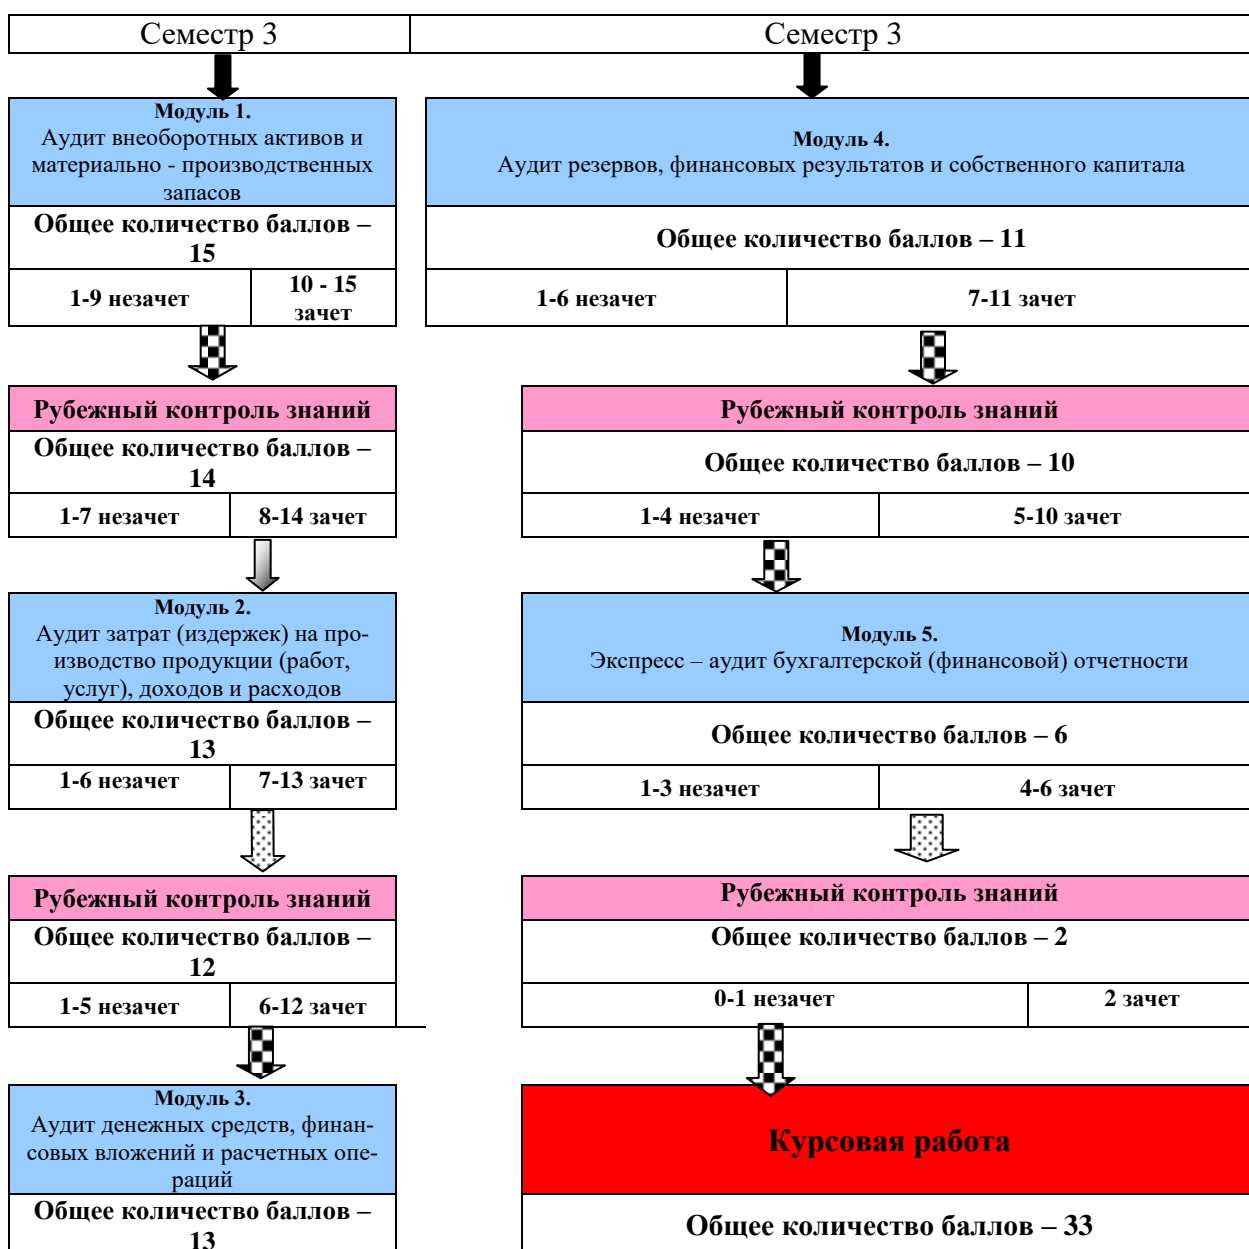 Семестр 3
Семестр 3
Модуль 1.
Аудит внеоборотных активов и
материально - производственных
запасов
Общее количество баллов –
15
1-9 незачет
10 - 15
зачет
Рубежный контроль знаний
Общее количество баллов –
14
1-7 незачет
8-14 зачет
Модуль 2.
Аудит затрат (издержек) на про-
изводство продукции (работ,
услуг), доходов и расходов
Общее количество баллов –
13
1-6 незачет
7-13 зачет
Рубежный контроль знаний
Общее количество баллов –
12
1-5 незачет
6-12 зачет
Модуль 3.
Аудит денежных средств, финан-
совых вложений и расчетных опе-
раций
Общее количество баллов –
13
Модуль 4.
Аудит резервов, финансовых результатов и собственного капитала
Общее количество баллов – 11
1-6 незачет
7-11 зачет
Рубежный контроль знаний
Общее количество баллов – 10
1-4 незачет
5-10 зачет
Модуль 5.
Экспресс – аудит бухгалтерской (финансовой) отчетности
Общее количество баллов – 6
1-3 незачет
4-6 зачет
Рубежный контроль знаний
Общее количество баллов – 2
0-1 незачет
2 зачет
Курсовая работа
Общее количество баллов – 33